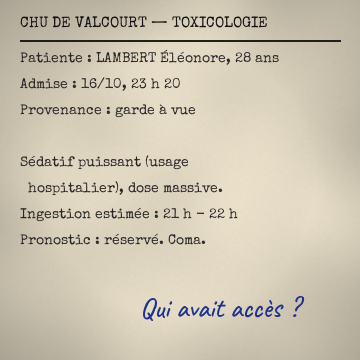 CHU DE VALCOURT — TOXICOLOGIE
Patiente : LAMBERT Éléonore, 28 ans
Admise : 16/10, 23 h 20
Provenance : garde à vue
Sédatif puissant (usage
hospitalier), dose massive.
Ingestion estimée : 21 h – 22 h
Pronostic : réservé. Coma.
Qui avait accès ?